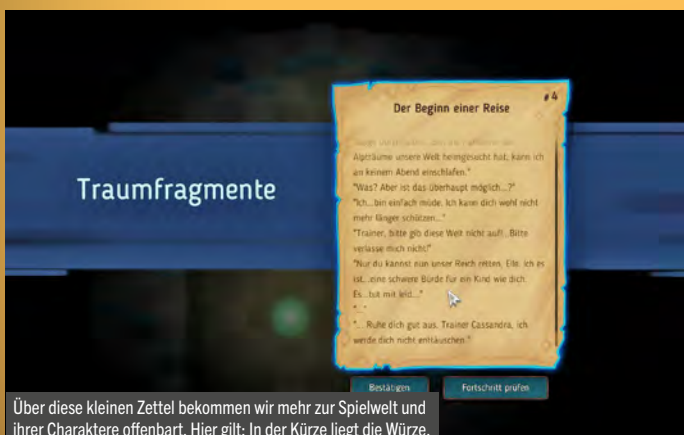 Traumfragmente
#4
Der Beginn einer Reise
Alpträume unsere Welt heimgesucht hat, kann ich
an keinem Abend einschlafen."
"Was? Aber ist das überhaupt möglich...?"
"Ich...bin einfach müde. Ich kann dich wohl nicht
mehr länger schützen..."
"Trainer, bitte gib diese Welt nicht auf!...Bitte
verlasse mich nicht!"
"Nur du kannst nun unser Reich retten, ich es
ist...eine schwere Bürde für ein Kind wie dich.
Es...tut mir leid..."
"..."
"... Ruhe dich gut aus, Trainer Cassandra, ich
werde dich nicht enttäuschen."
Bestätigen
Fortschritt prüfen
Über diese kleinen Zettel bekommen wir mehr zur Spielwelt und
ihrer Charaktere offenbart. Hier gilt: In der Kürze liegt die Würze.